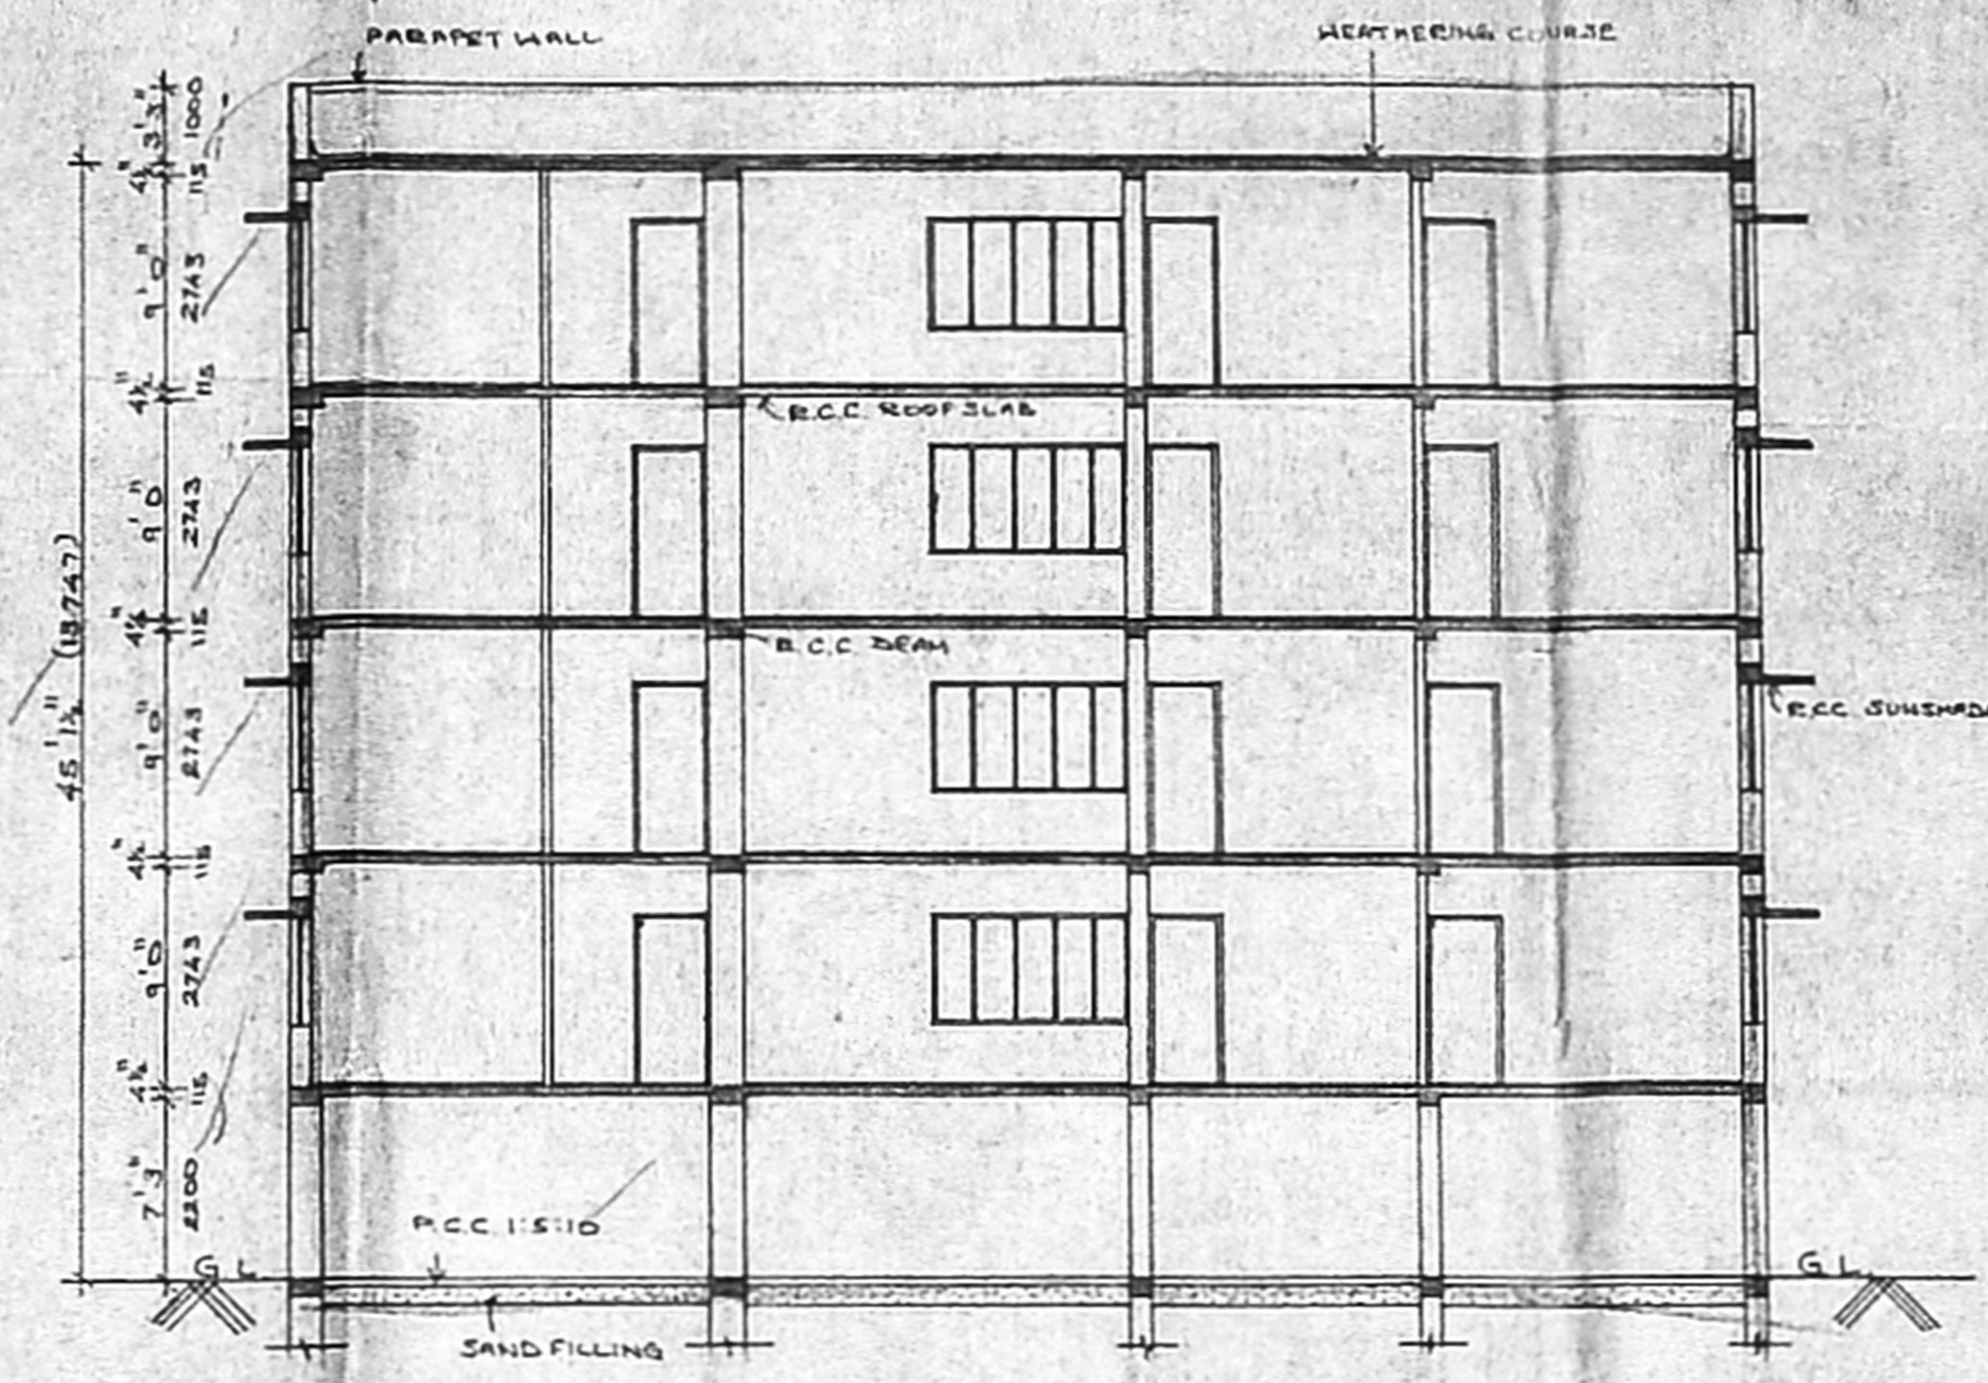 PARAPET WALL
WEATHERING COURSE
3'3"
1000
4½"
115
9'0"
2743
4½"
115
R.C.C. ROOF SLAB
9'0"
2743
4½"
115
R.C.C. BEAM
45'1½" (13747)
9'0"
2743
R.C.C. SUNSHAD
4½"
115
9'0"
2743
4½"
115
7'3"
2200
P.C.C. 1:5:10
G L
G L
SAND FILLING